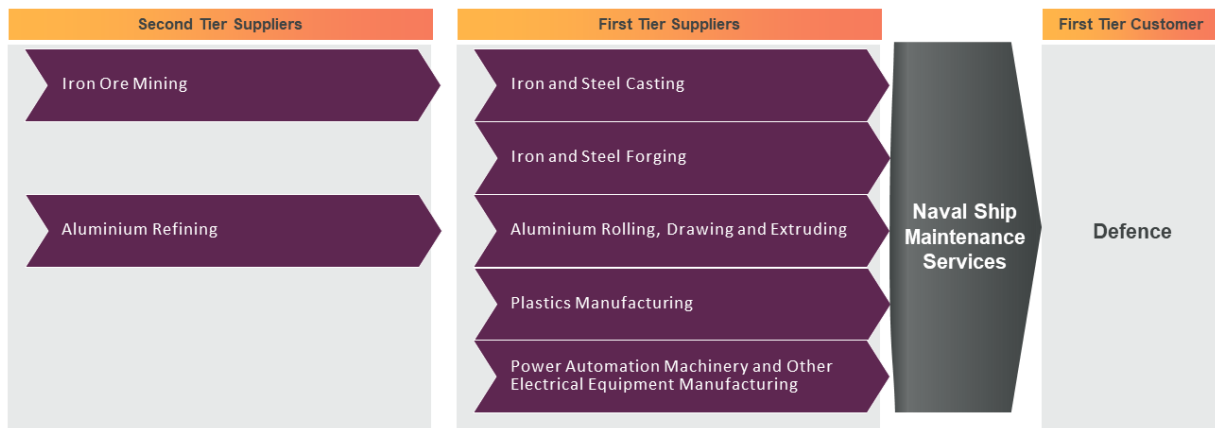 Second Tier Suppliers
First Tier Suppliers
First Tier Customer
Iron Ore Mining
Aluminium Refining
Iron and Steel Casting
Iron and Steel Forging
Aluminium Rolling, Drawing and Extruding
Plastics Manufacturing
Power Automation Machinery and Other
Electrical Equipment Manufacturing
Naval Ship
Maintenance
Services
Defence